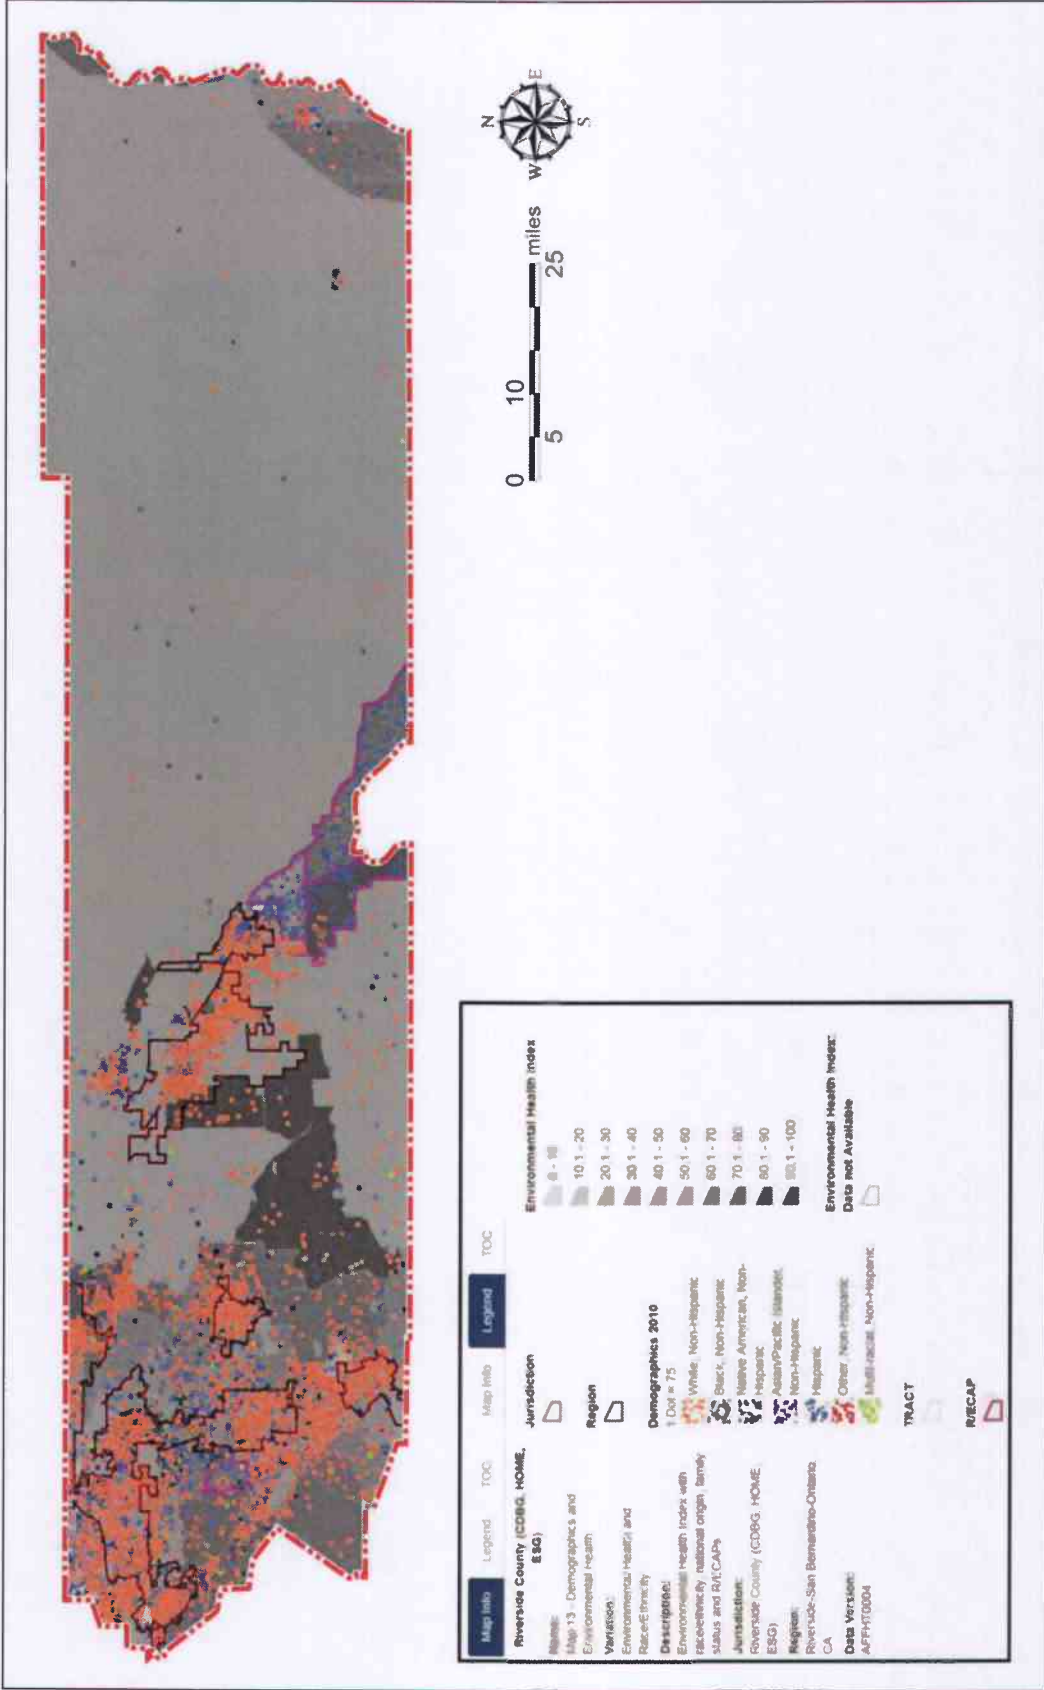 N
W
E
S
0
5
10
25
miles
Map Info
Legend
TOC
Riverside County (CDBG, HOME,
ESG)
Name:
Map 13 - Demographics and
Environmental Health
Variation:
Environmental Health and
Race/Ethnicity
Description:
Environmental Health Index with
race/ethnicity, national origin, family
status and R/ECAPs
Jurisdiction:
Riverside County (CDBG, HOME,
ESG)
Region:
Riverside-San Bernardino-Ontario,
CA
Data Version:
AFFHT0004
Map Info
Legend
TOC
Jurisdiction
Region
Demographics 2010
1 Dot = 75
White, Non-Hispanic
Black, Non-Hispanic
Native American, Non-
Hispanic
Asian/Pacific Islander,
Non-Hispanic
Hispanic
Other, Non-Hispanic
Multi-racial, Non-Hispanic
TRACT
R/ECAP
Environmental Health Index
0 - 10
10.1 - 20
20.1 - 30
30.1 - 40
40.1 - 50
50.1 - 60
60.1 - 70
70.1 - 80
80.1 - 90
90.1 - 100
Environmental Health Index:
Data not Available